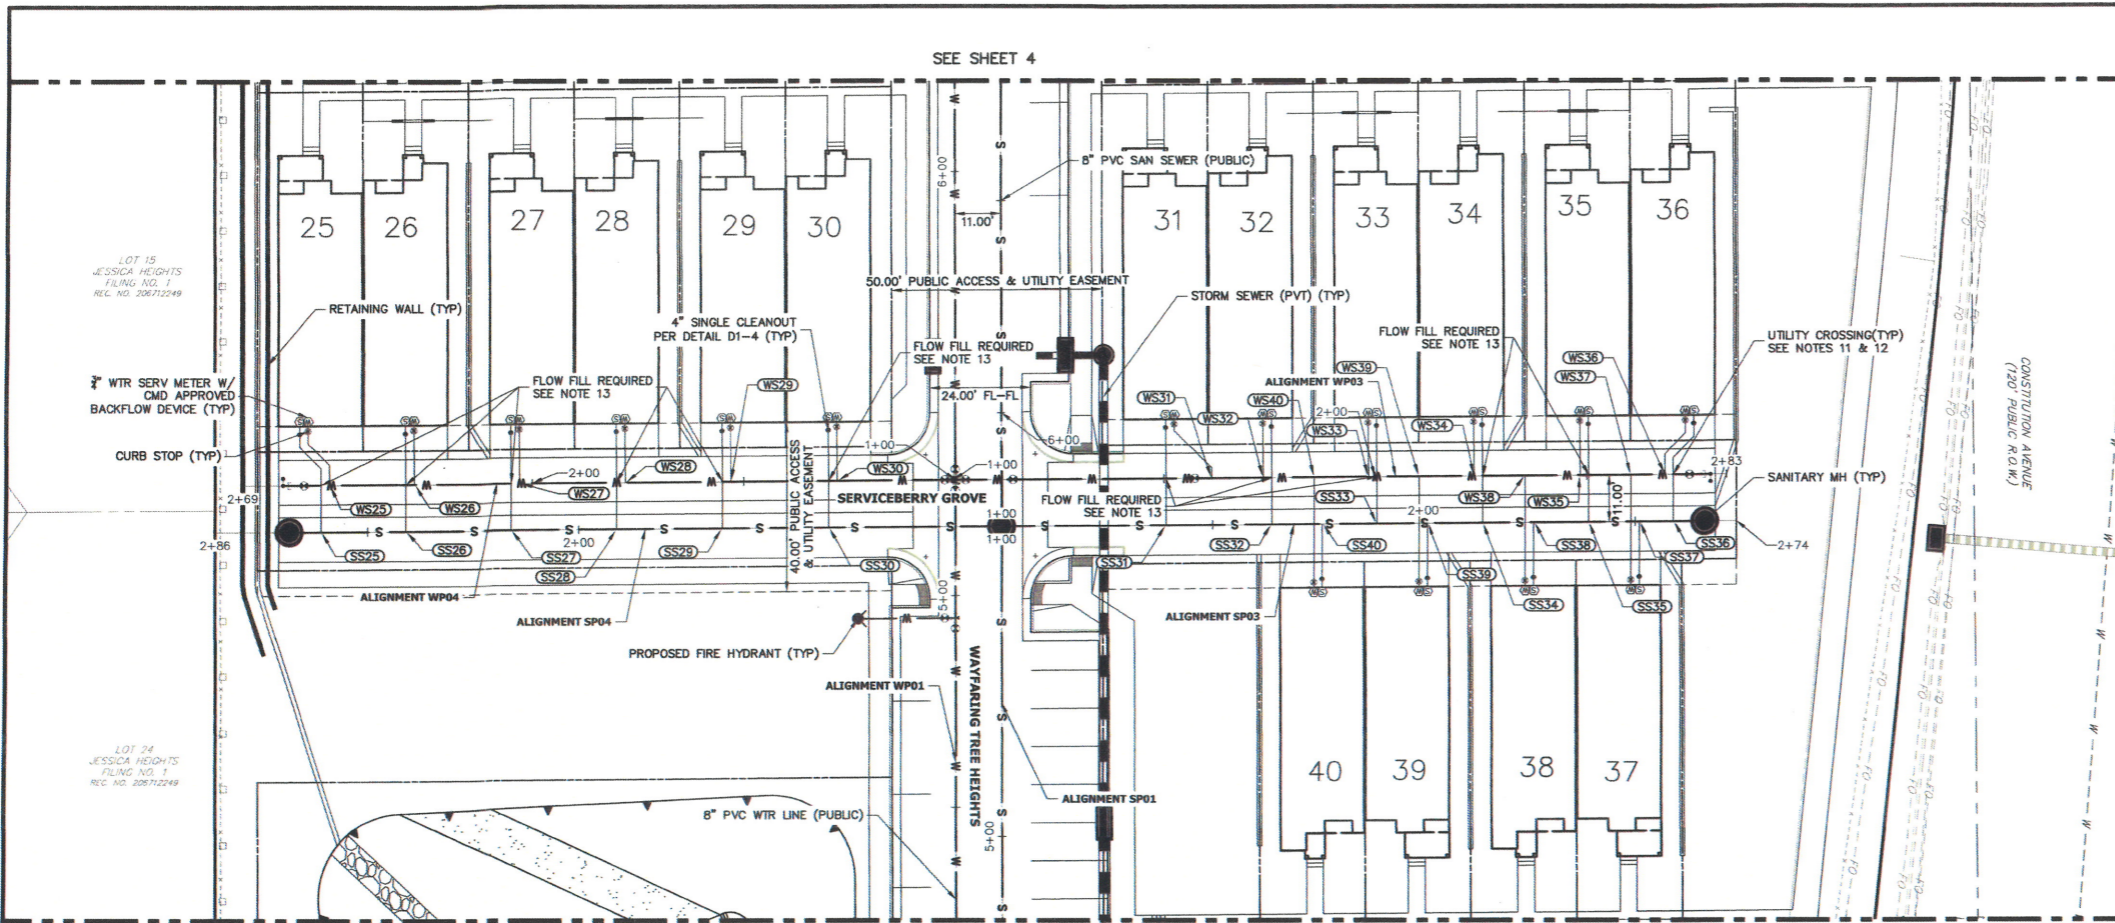 SEE SHEET 4
8" PVC SAN SEWER (PUBLIC)
6+00
11.00'
25
26
27
28
29
30
31
32
33
34
35
36
LOT 15
JESSICA HEIGHTS
FILING NO. 1
REC. NO. 206712249
RETAINING WALL (TYP)
50.00' PUBLIC ACCESS & UTILITY EASEMENT
STORM SEWER (PVT) (TYP)
4" SINGLE CLEANOUT
PER DETAIL D1-4 (TYP)
FLOW FILL REQUIRED
SEE NOTE 13
FLOW FILL REQUIRED
SEE NOTE 13
UTILITY CROSSING(TYP)
SEE NOTES 11 & 12
CONSTITUTION AVENUE
(120' PUBLIC R.O.W.)
¾" WTR SERV METER W/
CMD APPROVED
BACKFLOW DEVICE (TYP)
FLOW FILL REQUIRED
SEE NOTE 13
WS29
24.00' FL-FL
WS31
WS32
WS40
ALIGNMENT WP03
WS39
WS36
WS37
2+00
WS33
WS34
CURB STOP (TYP)
1+00
6+00
2+69
WS25
WS26
2+00
WS27
WS28
WS30
1+00
SERVICEBERRY GROVE
40.00' PUBLIC ACCESS
& UTILITY EASEMENT
FLOW FILL REQUIRED
SEE NOTE 13
SS33
2+00
WS38
WS35
11.00'
2+83
SANITARY MH (TYP)
2+86
SS25
SS26
2+00
SS27
SS28
SS29
SS30
1+00
1+00
SS31
SS32
SS40
SS39
SS38
SS34
SS35
SS37
SS36
2+74
ALIGNMENT WP04
ALIGNMENT SP04
5+00
ALIGNMENT SP03
PROPOSED FIRE HYDRANT (TYP)
ALIGNMENT WP01
WAYFARING TREE HEIGHTS
LOT 24
JESSICA HEIGHTS
FILING NO. 1
REC. NO. 206712249
40
39
38
37
ALIGNMENT SP01
8" PVC WTR LINE (PUBLIC)
5+00